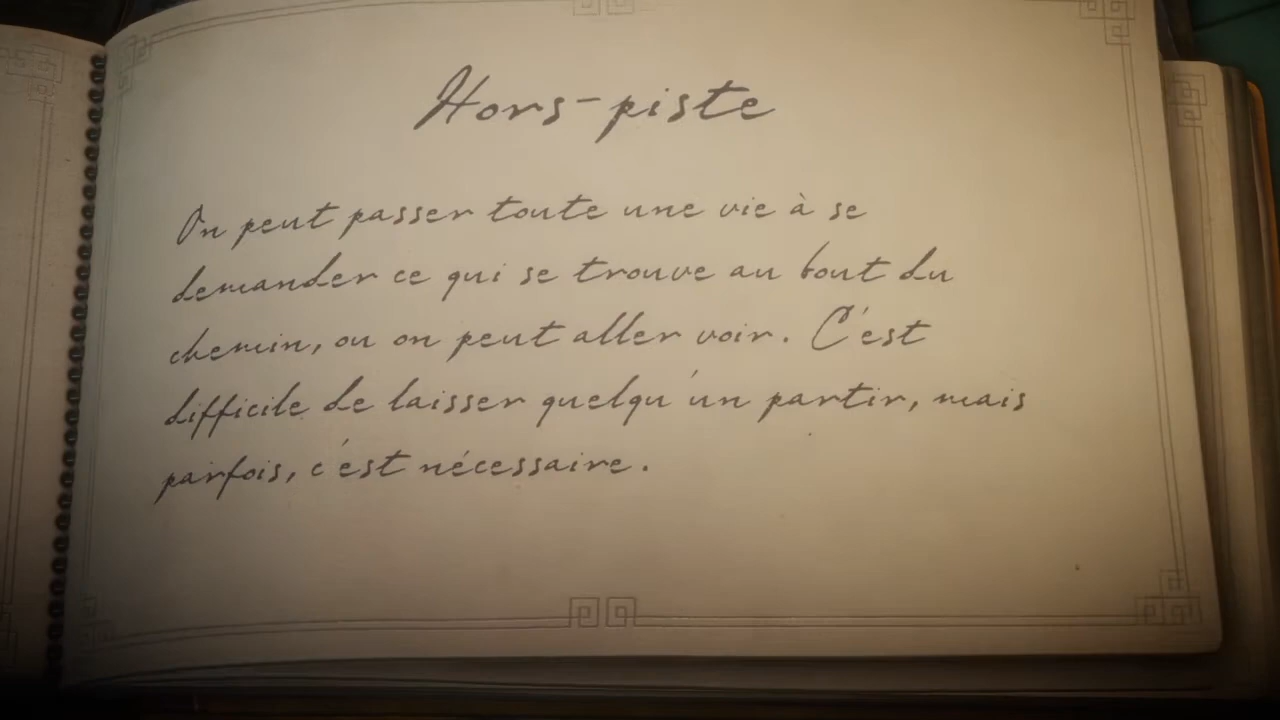 Hors-piste
On peut passer toute une vie à se
demander ce qui se trouve au bout du
chemin, ou on peut aller voir. C'est
difficile de laisser quelqu'un partir, mais
parfois, c'est nécessaire.